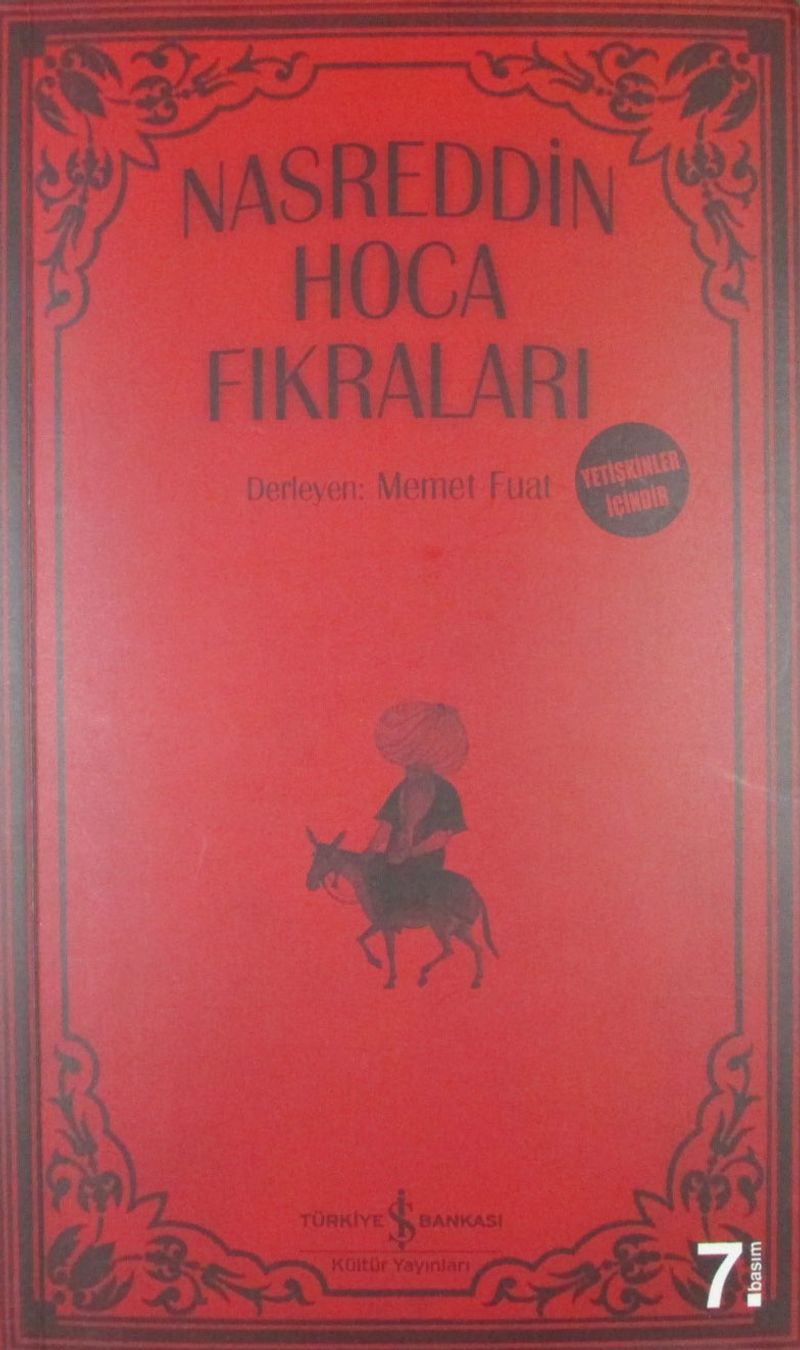 NASREDDİN
HOCA
FIKRALARI
Derleyen: Memet Fuat
YETİŞKİNLER
İÇİNDİR
TÜRKİYE İŞ BANKASI
Kültür Yayınları
7.
basım